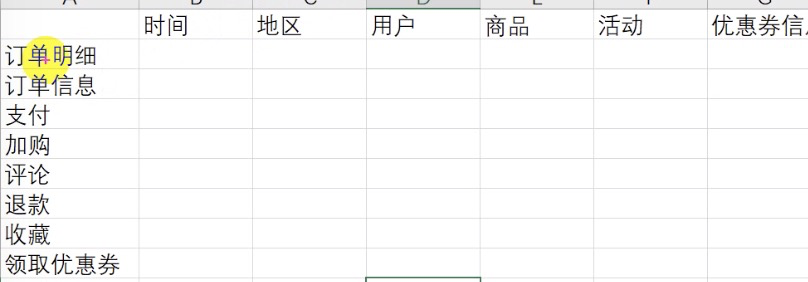 时间 地区 用户 商品 活动 优惠券信
订单明细
订单信息
支付
加购
评论
退款
收藏
领取优惠券